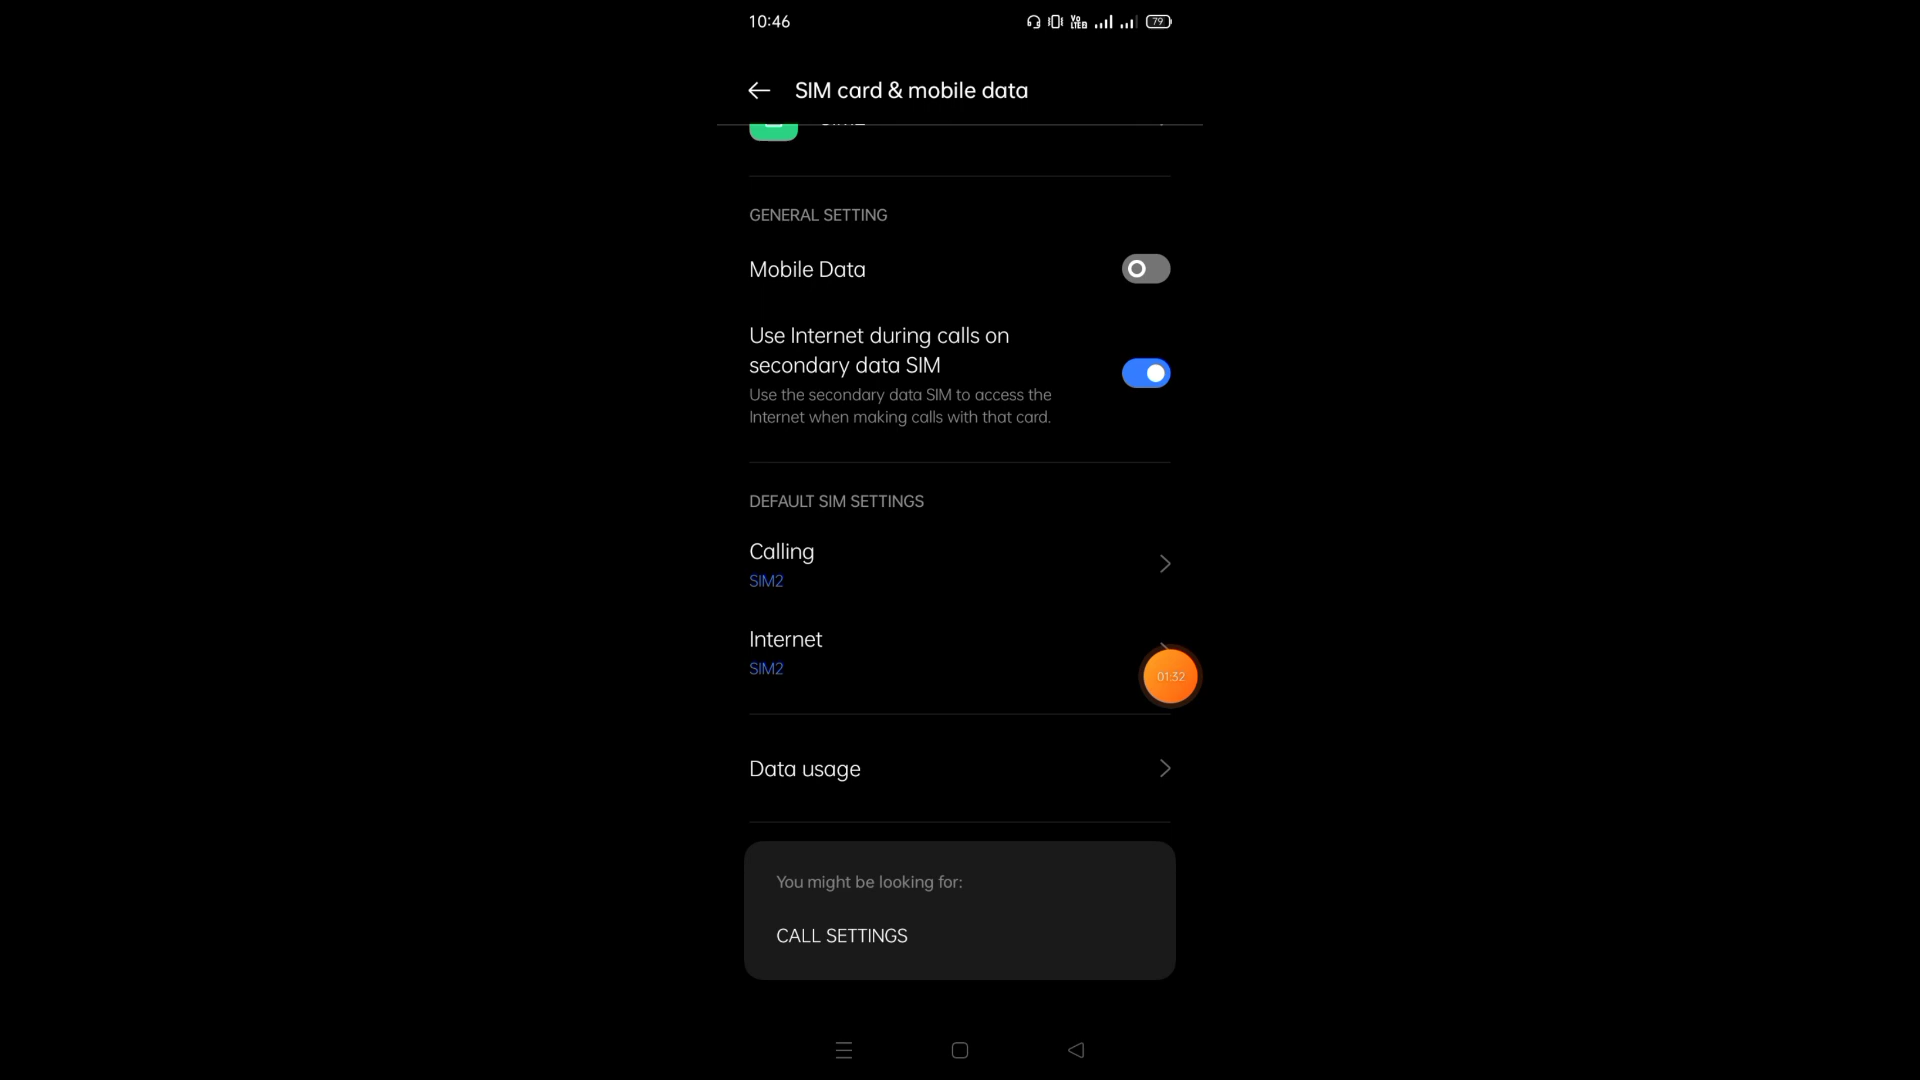 10:46
79
SIM card & mobile data
GENERAL SETTING
Mobile Data
Use Internet during calls on
secondary data SIM
Use the secondary data SIM to access the
Internet when making calls with that card.
DEFAULT SIM SETTINGS
Calling
SIM2
Internet
SIM2
01:32
Data usage
You might be looking for:
CALL SETTINGS